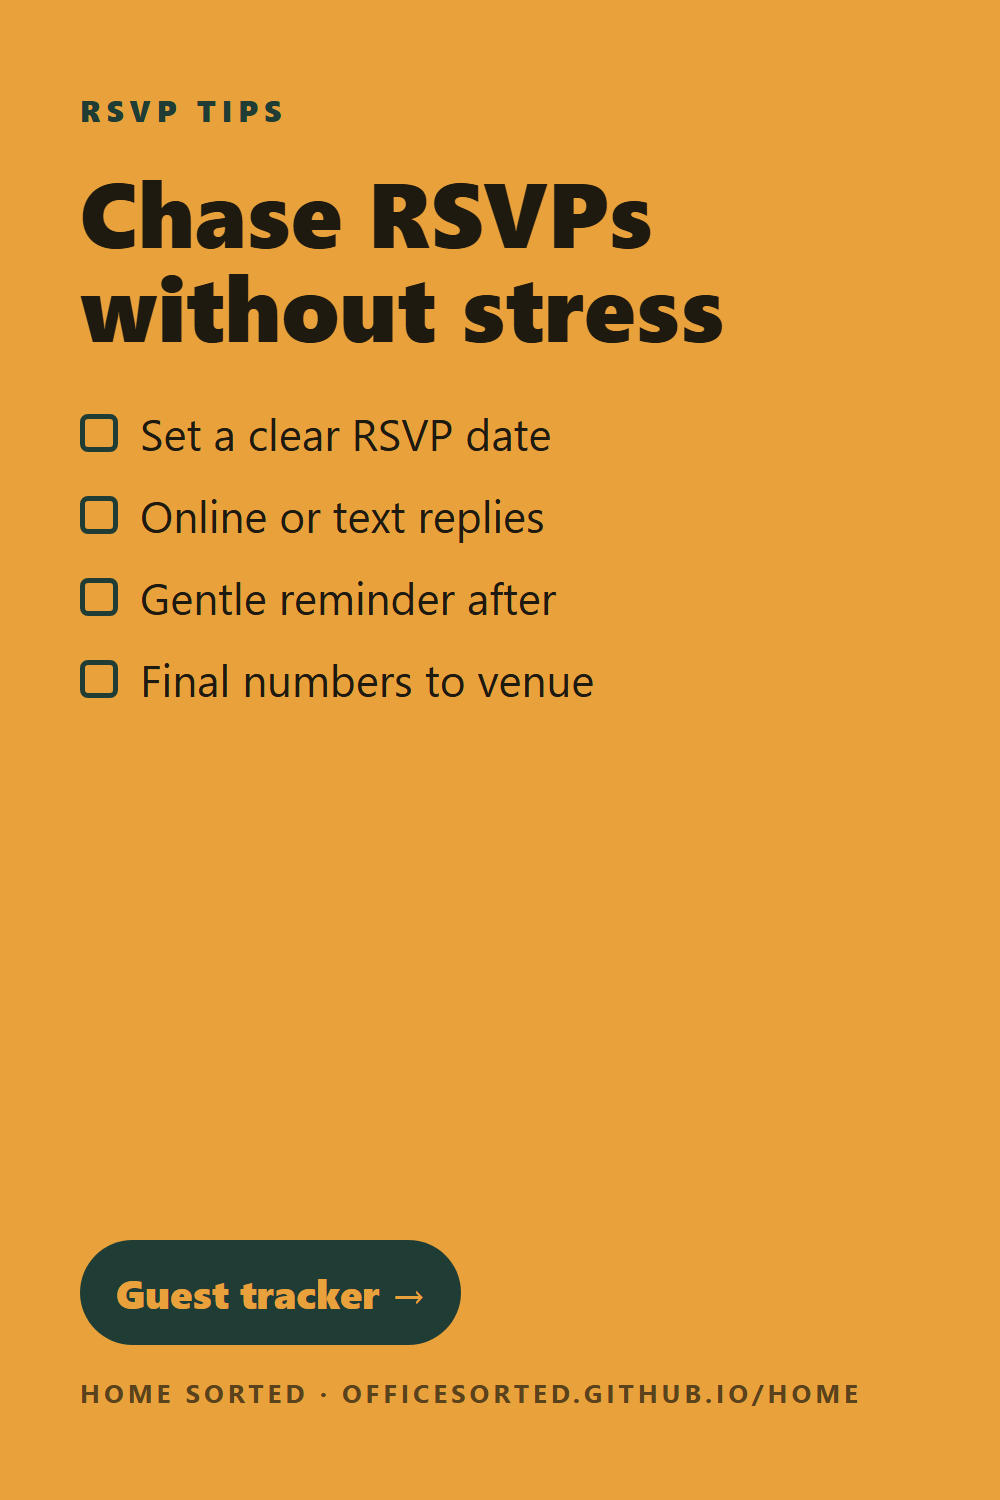 RSVP TIPS
Chase RSVPs
without stress
Set a clear RSVP date
Online or text replies
Gentle reminder after
Final numbers to venue
Guest tracker →
HOME SORTED · OFFICESORTED.GITHUB.IO/HOME